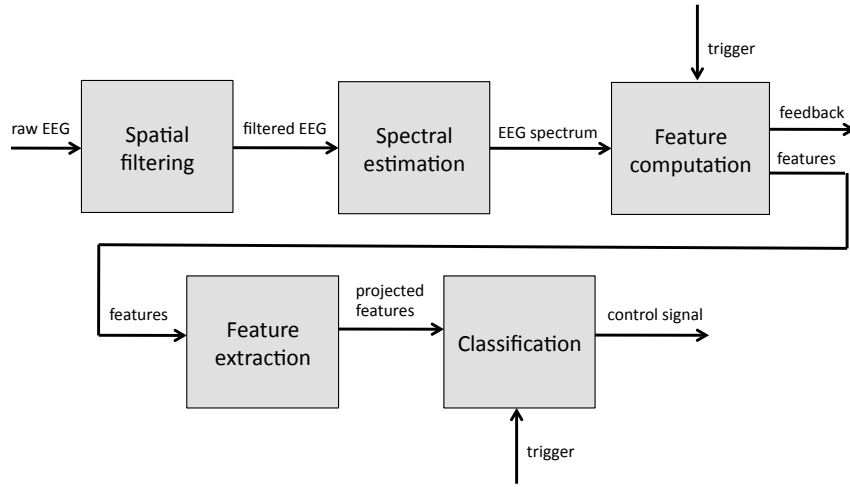 trigger
raw EEG
Spatial
filtering
filtered EEG
Spectral
estimation
EEG spectrum
Feature
computation
feedback
features
features
Feature
extraction
projected
features
Classification
control signal
trigger